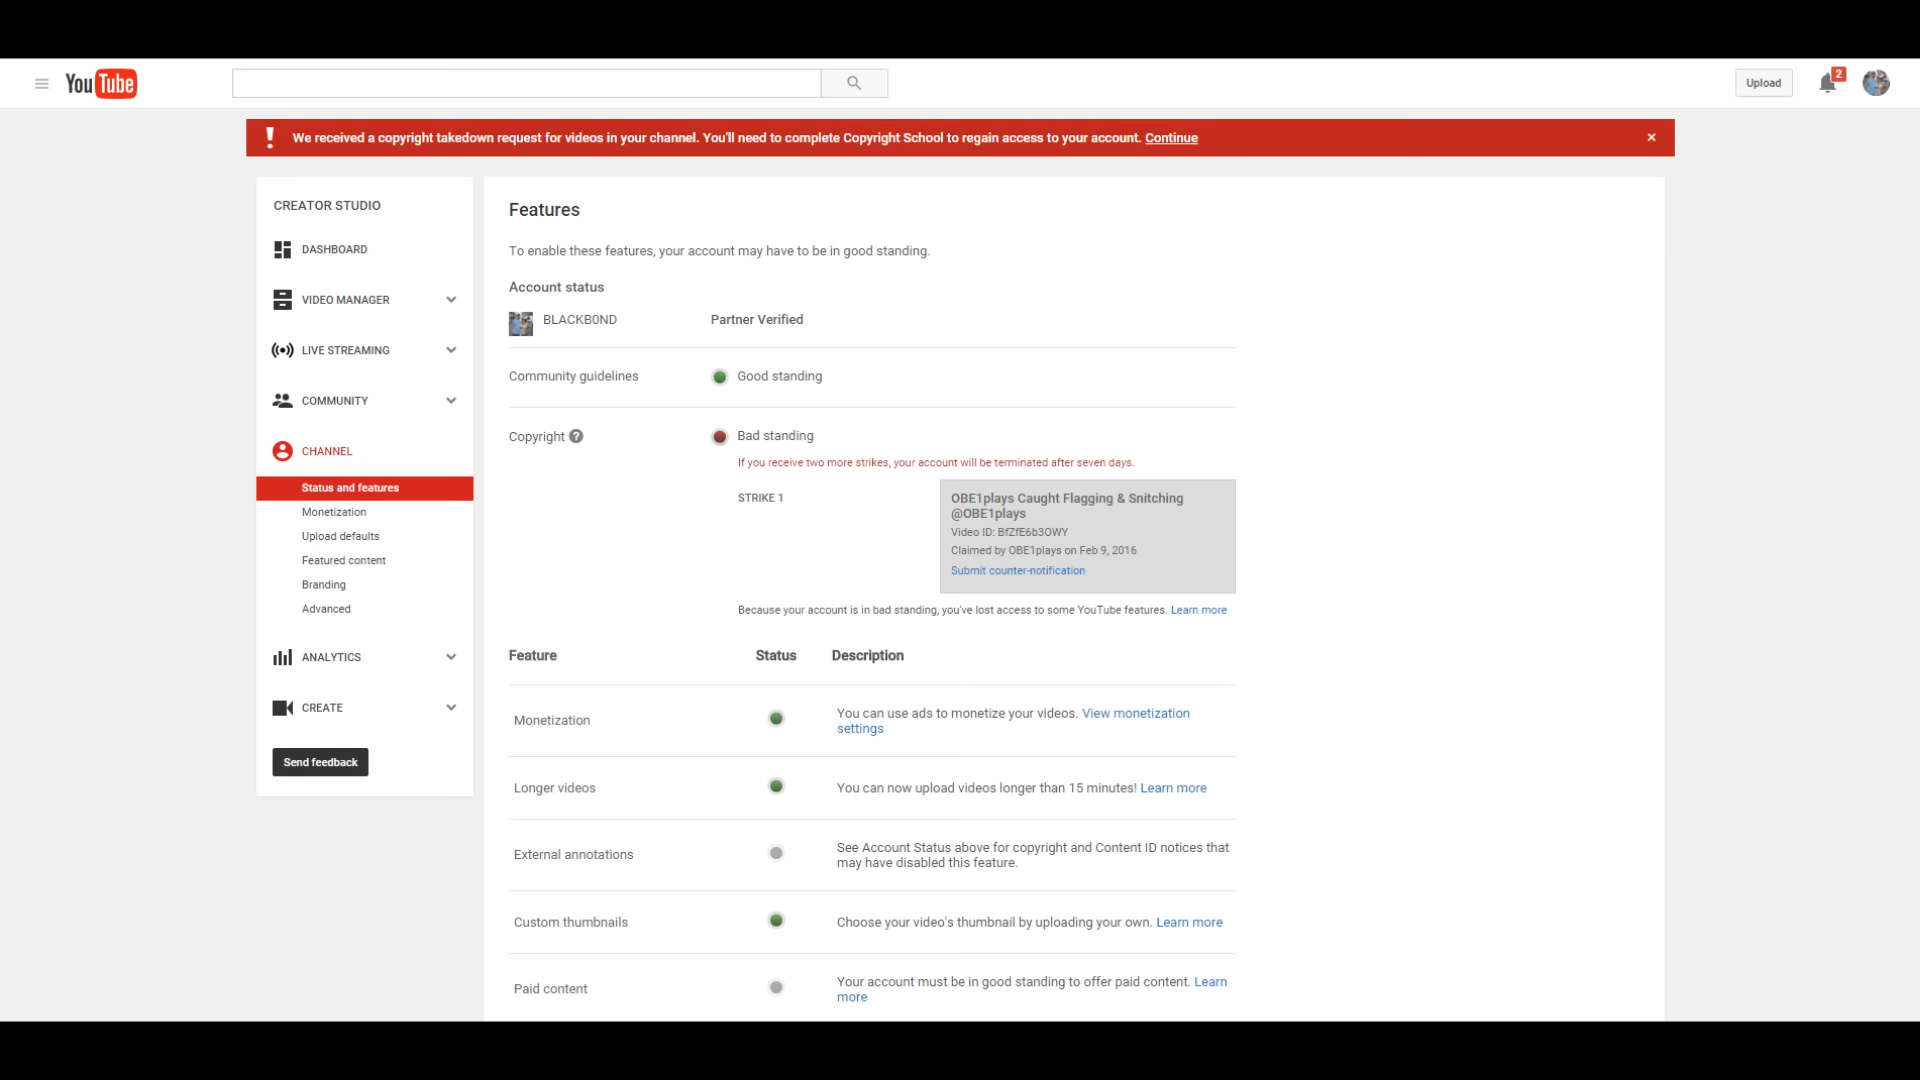 YouTube
Upload
2
We received a copyright takedown request for videos in your channel. You'll need to complete Copyright School to regain access to your account. Continue
×
CREATOR STUDIO
DASHBOARD
VIDEO MANAGER
LIVE STREAMING
COMMUNITY
CHANNEL
Status and features
Monetization
Upload defaults
Featured content
Branding
Advanced
ANALYTICS
CREATE
Send feedback
Features
To enable these features, your account may have to be in good standing.
Account status
BLACKB0ND Partner Verified
Community guidelines Good standing
Copyright ? Bad standing
If you receive two more strikes, your account will be terminated after seven days.
STRIKE 1
OBE1plays Caught Flagging & Snitching
@OBE1plays
Video ID: BfZfE6b3OWY
Claimed by OBE1plays on Feb 9, 2016
Submit counter-notification
Because your account is in bad standing, you've lost access to some YouTube features. Learn more
Feature Status Description
Monetization You can use ads to monetize your videos. View monetization
settings
Longer videos You can now upload videos longer than 15 minutes! Learn more
External annotations See Account Status above for copyright and Content ID notices that
may have disabled this feature.
Custom thumbnails Choose your video's thumbnail by uploading your own. Learn more
Paid content Your account must be in good standing to offer paid content. Learn
more